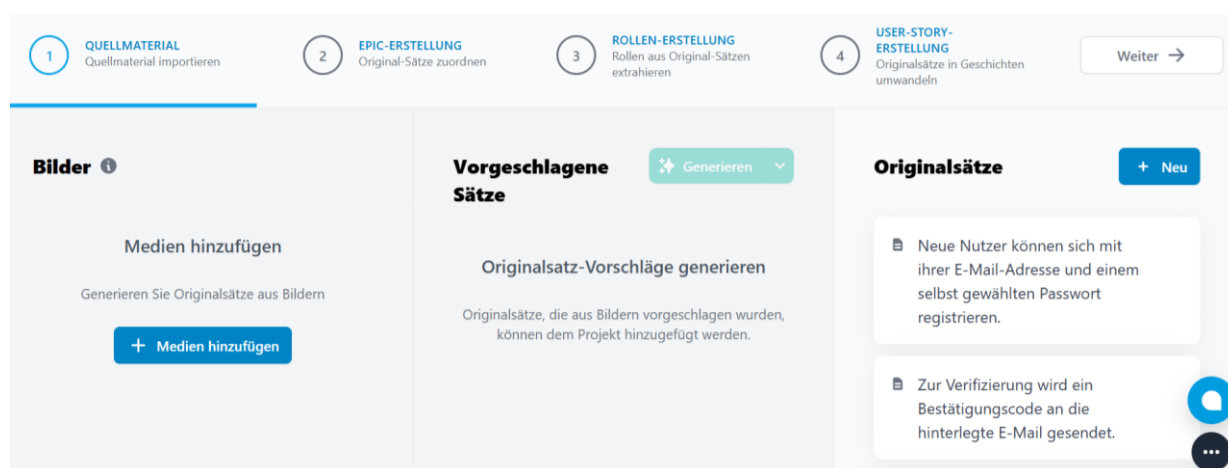 1
QUELLMATERIAL
Quellmaterial importieren
2
EPIC-ERSTELLUNG
Original-Sätze zuordnen
3
ROLLEN-ERSTELLUNG
Rollen aus Original-Sätzen
extrahieren
4
USER-STORY-
ERSTELLUNG
Originalsätze in Geschichten
umwandeln
Weiter →
Bilder
Medien hinzufügen
Generieren Sie Originalsätze aus Bildern
+ Medien hinzufügen
Vorgeschlagene
Sätze
Generieren
Originalsatz-Vorschläge generieren
Originalsätze, die aus Bildern vorgeschlagen wurden,
können dem Projekt hinzugefügt werden.
Originalsätze
+ Neu
Neue Nutzer können sich mit
ihrer E-Mail-Adresse und einem
selbst gewählten Passwort
registrieren.
Zur Verifizierung wird ein
Bestätigungscode an die
hinterlegte E-Mail gesendet.